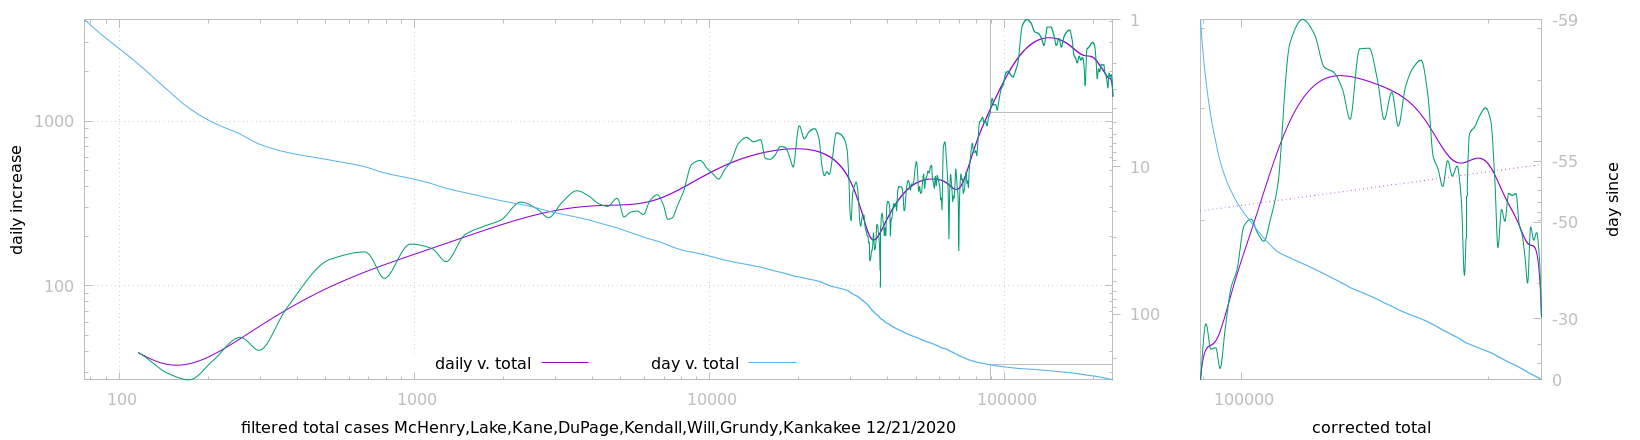 1
-59
1000
10
-55
daily increase
-50
day since
100
100
-30
daily v. total
day v. total
0
100
1000
10000
100000
100000
filtered total cases McHenry,Lake,Kane,DuPage,Kendall,Will,Grundy,Kankakee 12/21/2020
corrected total